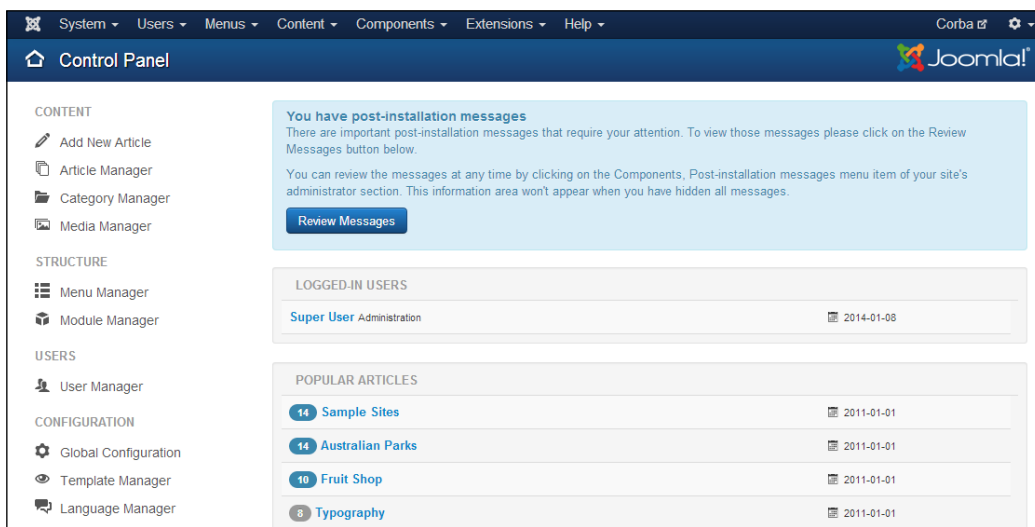 System Users Menus Content Components Extensions Help Corba
Control Panel Joomla!
CONTENT
Add New Article
Article Manager
Category Manager
Media Manager
STRUCTURE
Menu Manager
Module Manager
USERS
User Manager
CONFIGURATION
Global Configuration
Template Manager
Language Manager
You have post-installation messages
There are important post-installation messages that require your attention. To view those messages please click on the Review
Messages button below.
You can review the messages at any time by clicking on the Components, Post-installation messages menu item of your site's
administrator section. This information area won't appear when you have hidden all messages.
Review Messages
LOGGED-IN USERS
Super User Administration 2014-01-08
POPULAR ARTICLES
14 Sample Sites 2011-01-01
14 Australian Parks 2011-01-01
10 Fruit Shop 2011-01-01
8 Typography 2011-01-01